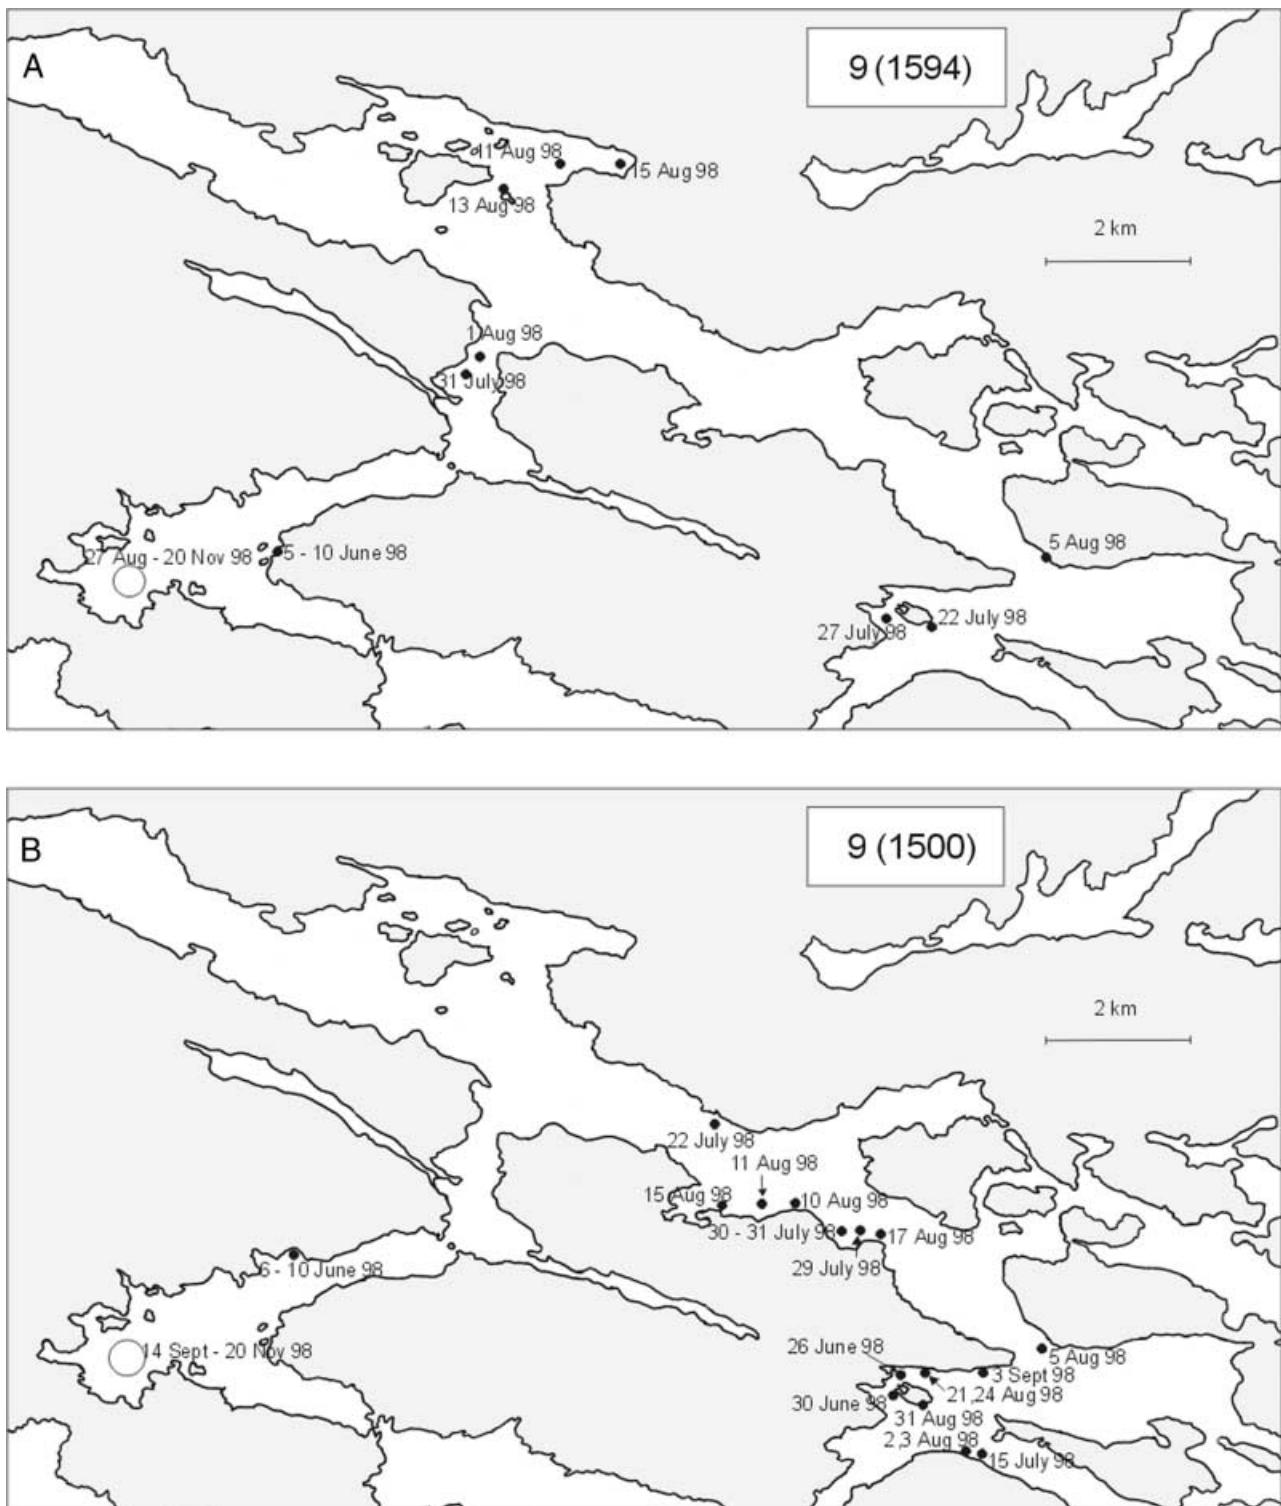 A
9 (1594)
11 Aug 98
15 Aug 98
13 Aug 98
2 km
1 Aug 98
31 July 98
27 Aug - 20 Nov 98
5 - 10 June 98
5 Aug 98
22 July 98
27 July 98
B
9 (1500)
2 km
22 July 98
11 Aug 98
15 Aug 98
10 Aug 98
30 - 31 July 98
17 Aug 98
29 July 98
6 - 10 June 98
14 Sept - 20 Nov 98
26 June 98
5 Aug 98
3 Sept 98
21,24 Aug 98
30 June 98
31 Aug 98
2,3 Aug 98
15 July 98